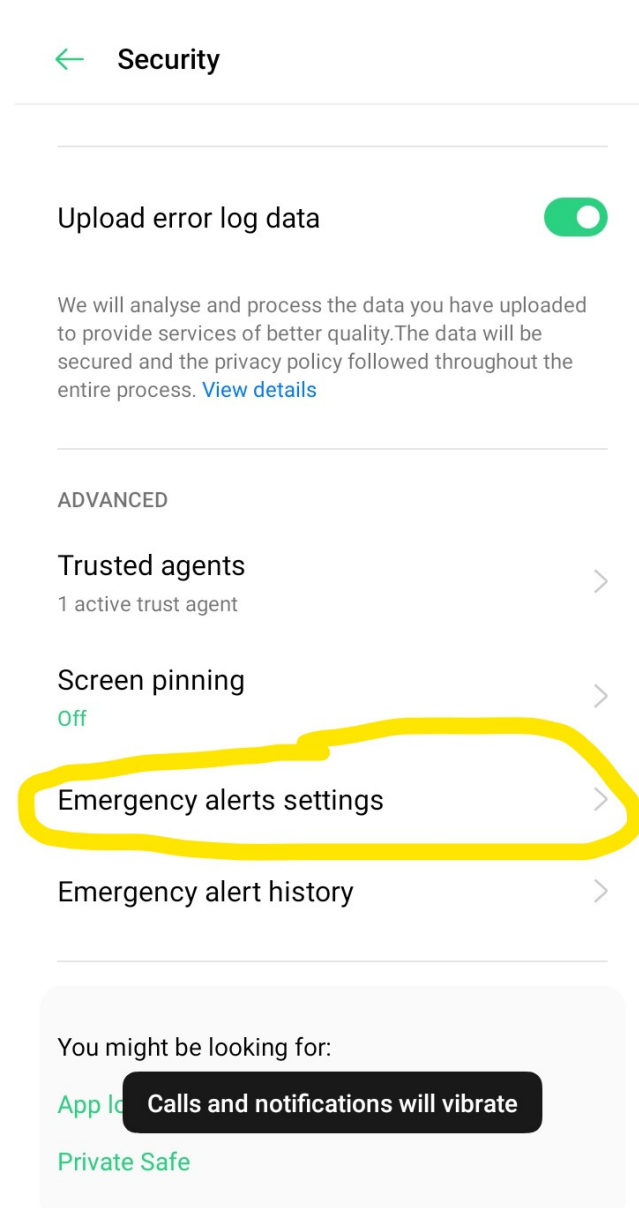 Security
Upload error log data
We will analyse and process the data you have uploaded
to provide services of better quality.The data will be
secured and the privacy policy followed throughout the
entire process. View details
ADVANCED
Trusted agents
1 active trust agent
Screen pinning
Off
Emergency alerts settings
Emergency alert history
You might be looking for:
App
Calls and notifications will vibrate
Private Safe